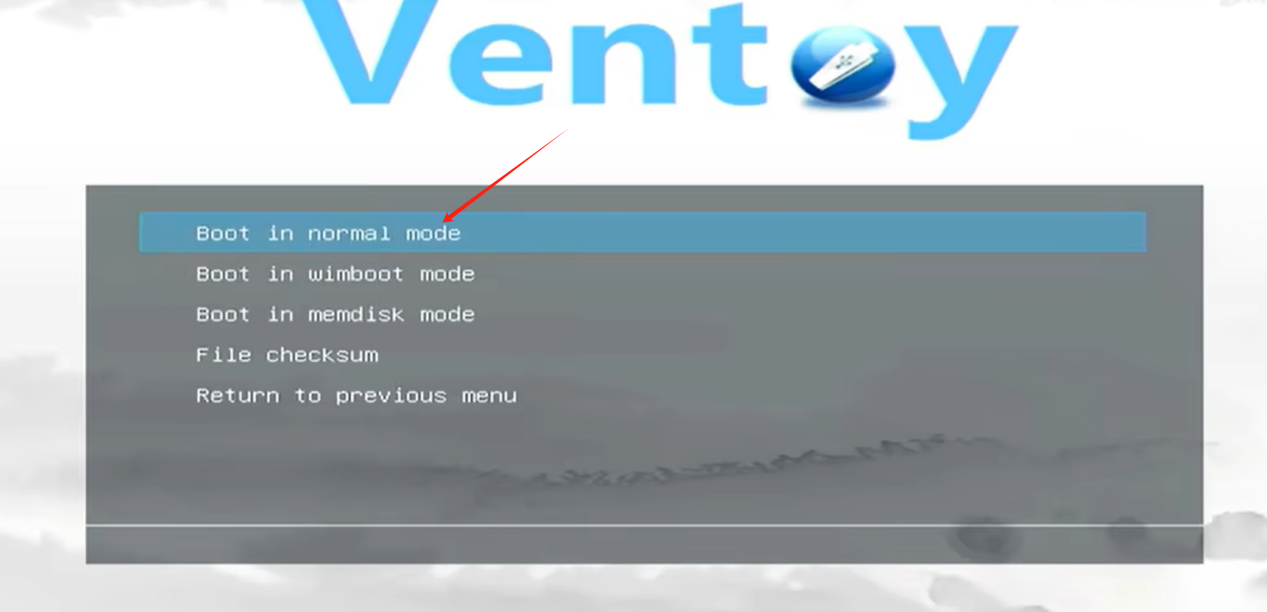 Ventoy
Boot in normal mode
Boot in wimboot mode
Boot in memdisk mode
File checksum
Return to previous menu